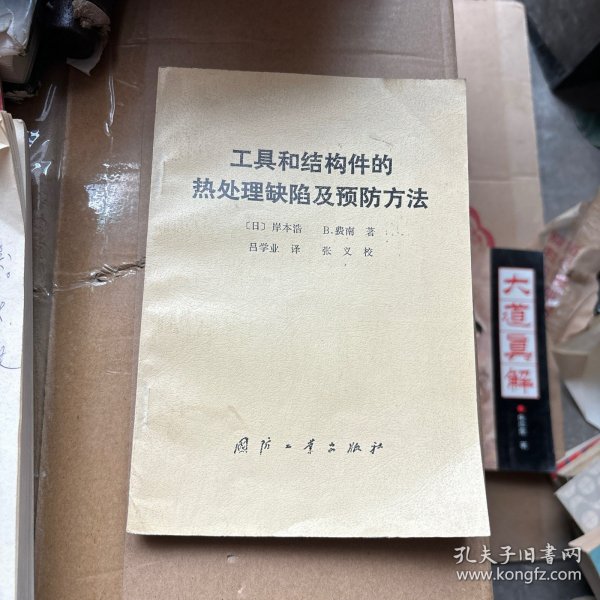 工具和结构件的
热处理缺陷及预防方法
〔日〕岸本浩 B.费南 著
吕学业 译 张义 校
国防工业出版社
大道真解
孔夫子旧书网
www.kongfz.com